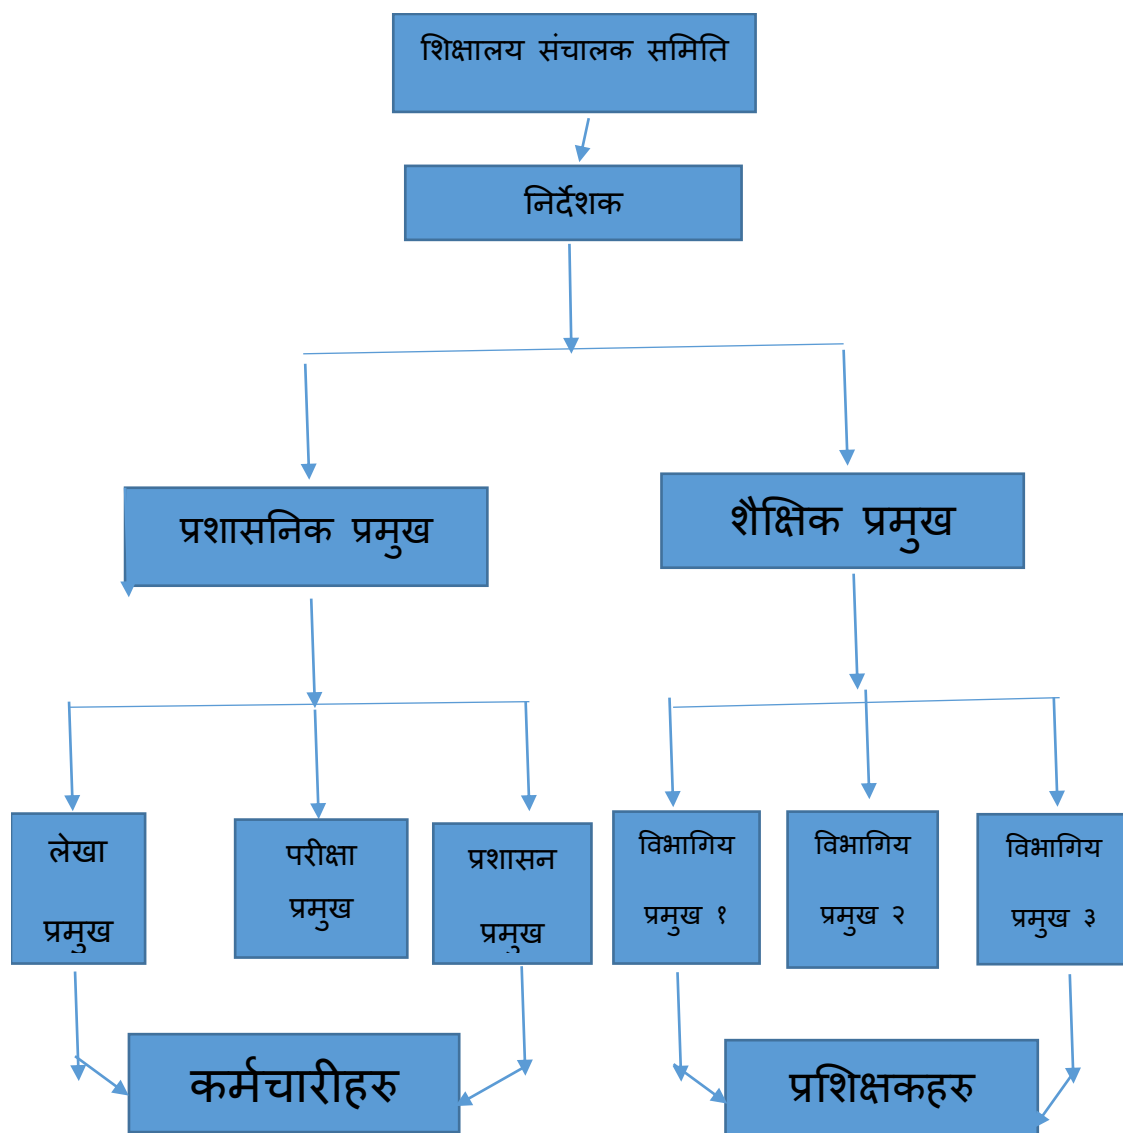 शिक्षालय संचालक समिति
निर्देशक
प्रशासनिक प्रमुख
शैक्षिक प्रमुख
लेखा
प्रमुख
परीक्षा
प्रमुख
प्रशासन
प्रमुख
विभागिय
प्रमुख १
विभागिय
प्रमुख २
विभागिय
प्रमुख ३
कर्मचारीहरु
प्रशिक्षकहरु